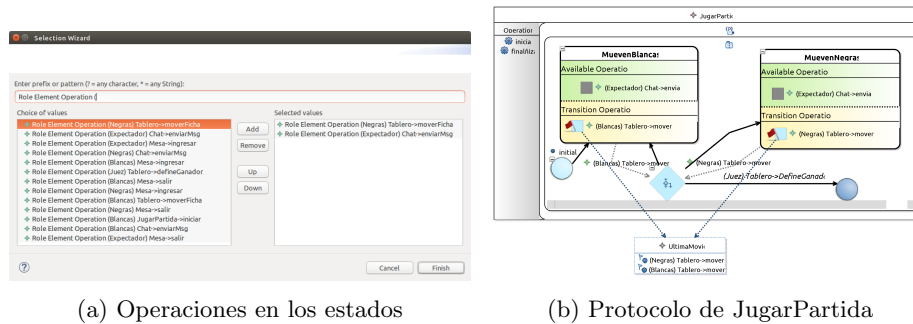 Selection Wizard
Enter prefix or pattern (? = any character, * = any String):
Role Element Operation (
Choice of values
Role Element Operation (Negras) Tablero->moverFicha
Role Element Operation (Expectador) Chat->enviarMsg
Role Element Operation (Expectador) Mesa->ingresar
Role Element Operation (Negras) Chat->enviarMsg
Role Element Operation (Blancas) Mesa->ingresar
Role Element Operation (Juez) Tablero->defineGanador
Role Element Operation (Blancas) Mesa->salir
Role Element Operation (Negras) Mesa->ingresar
Role Element Operation (Blancas) Tablero->moverFicha
Role Element Operation (Negras) Mesa->salir
Role Element Operation (Blancas) JugarPartida->iniciar
Role Element Operation (Blancas) Chat->enviarMsg
Role Element Operation (Expectador) Mesa->salir
Add
Remove
Up
Down
Selected values
Role Element Operation (Negras) Tablero->moverFicha
Role Element Operation (Expectador) Chat->enviarMsg
Cancel
Finish
(a) Operaciones en los estados
JugarPartic
Operation
inicia
finaliza
MuevenBlancas
Available Operatio
(Expectador) Chat->envia
Transition Operatio
(Blancas) Tablero->mover
MuevenNegras
Available Operatio
(Expectador) Chat->envia
Transition Operatio
(Negras) Tablero->mover
initial
(Blancas) Tablero->mover
(Negras) Tablero->mover
(Juez) Tablero->DefineGanad
UltimaMovi
(Negras) Tablero->mover
(Blancas) Tablero->mover
(b) Protocolo de JugarPartida